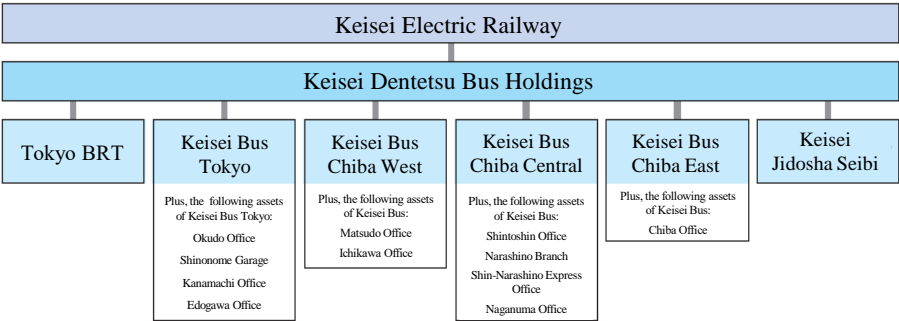 Keisei Electric Railway
Keisei Dentetsu Bus Holdings
Tokyo BRT
Keisei Bus
Tokyo
Plus, the following assets
of Keisei Bus Tokyo:
Okudo Office
Shinonome Garage
Kanamachi Office
Edogawa Office
Keisei Bus
Chiba West
Plus, the following assets
of Keisei Bus:
Matsudo Office
Ichikawa Office
Keisei Bus
Chiba Central
Plus, the following assets
of Keisei Bus:
Shintoshin Office
Narashino Branch
Shin-Narashino Express
Office
Naganuma Office
Keisei Bus
Chiba East
Plus, the following assets
of Keisei Bus:
Chiba Office
Keisei
Jidosha Seibi